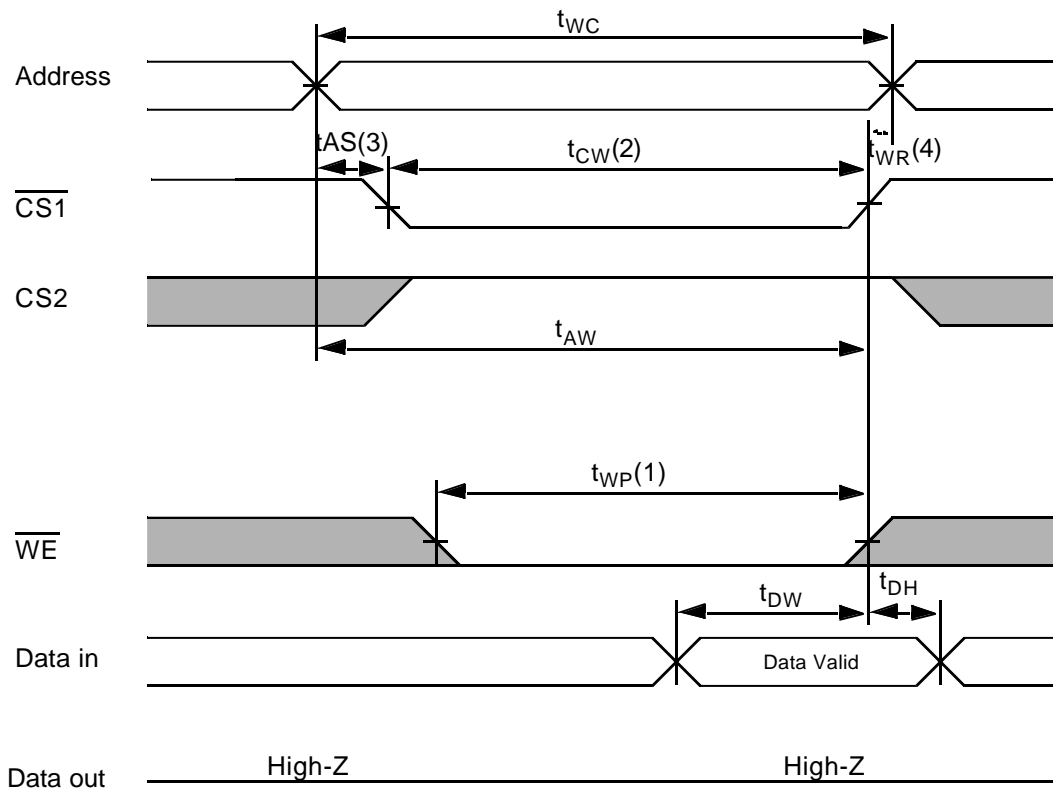 tWC
Address
tAS(3) tCW(2) tWR(4)
CS1
CS2
tAW
tWP(1)
WE
tDW tDH
Data in Data Valid
High-Z High-Z
Data out